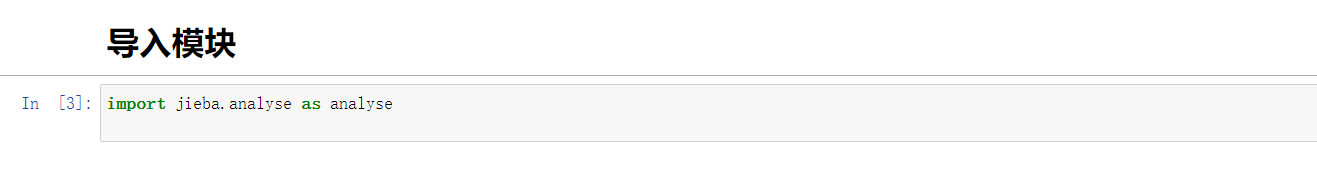 导入模块
In [3]: import jieba.analyse as analyse